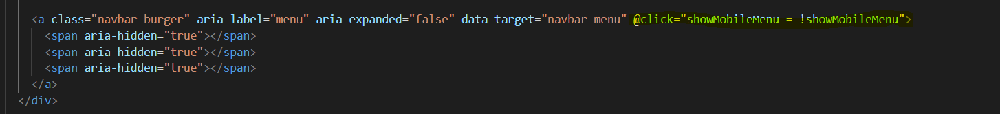 <a class="navbar-burger" aria-label="menu" aria-expanded="false" data-target="navbar-menu" @click="showMobileMenu = !showMobileMenu">
<span aria-hidden="true"></span>
<span aria-hidden="true"></span>
<span aria-hidden="true"></span>
</a>
</div>